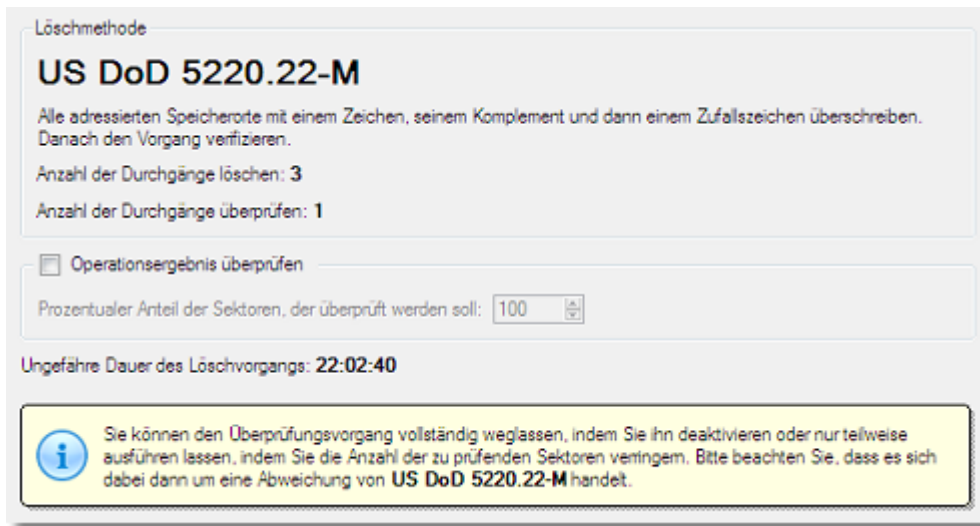 Löschmethode
US DoD 5220.22-M
Alle adressierten Speicherorte mit einem Zeichen, seinem Komplement und dann einem Zufallszeichen überschreiben.
Danach den Vorgang verifizieren.
Anzahl der Durchgänge löschen: 3
Anzahl der Durchgänge überprüfen: 1
Operationsergebnis überprüfen
Prozentualer Anteil der Sektoren, der überprüft werden soll: 100
Ungefähre Dauer des Löschvorgangs: 22:02:40
Sie können den Überprüfungsvorgang vollständig weglassen, indem Sie ihn deaktivieren oder nur teilweise
ausführen lassen, indem Sie die Anzahl der zu prüfenden Sektoren verringern. Bitte beachten Sie, dass es sich
dabei dann um eine Abweichung von US DoD 5220.22-M handelt.